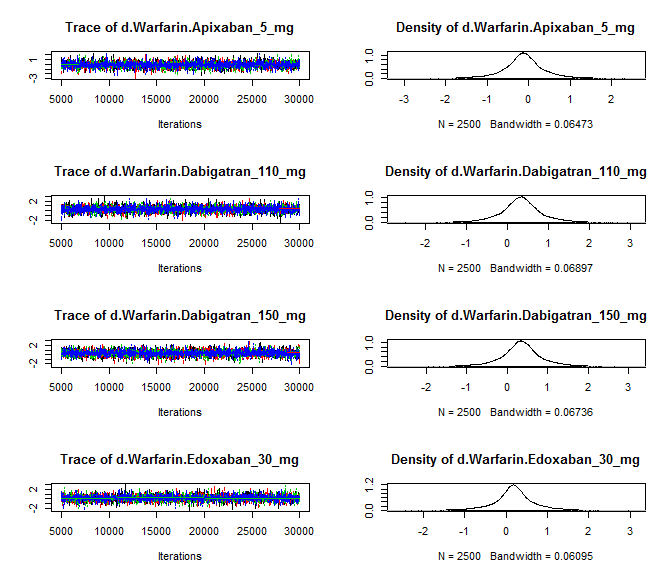 Trace of d.Warfarin.Apixaban_5_mg
-3 1
5000 10000 15000 20000 25000 30000
Iterations
Density of d.Warfarin.Apixaban_5_mg
0.0 1.0
-3 -2 -1 0 1 2
N = 2500 Bandwidth = 0.06473
Trace of d.Warfarin.Dabigatran_110_mg
-2 2
5000 10000 15000 20000 25000 30000
Iterations
Density of d.Warfarin.Dabigatran_110_mg
0.0 1.0
-2 -1 0 1 2 3
N = 2500 Bandwidth = 0.06897
Trace of d.Warfarin.Dabigatran_150_mg
-2 2
5000 10000 15000 20000 25000 30000
Iterations
Density of d.Warfarin.Dabigatran_150_mg
0.0 1.0
-2 -1 0 1 2 3
N = 2500 Bandwidth = 0.06736
Trace of d.Warfarin.Edoxaban_30_mg
-2 2
5000 10000 15000 20000 25000 30000
Iterations
Density of d.Warfarin.Edoxaban_30_mg
0.0 1.2
-2 -1 0 1 2 3
N = 2500 Bandwidth = 0.06095